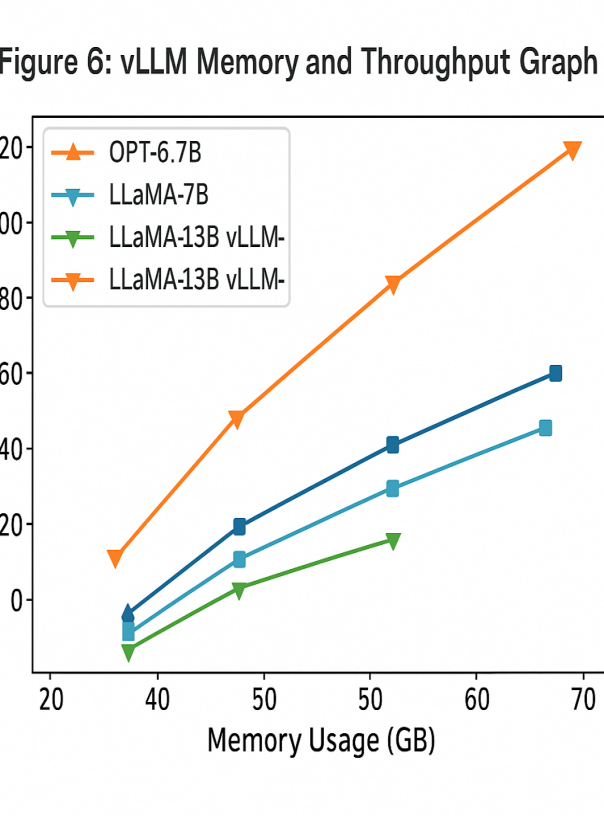 Figure 6: vLLM Memory and Throughput Graph
OPT-6.7B
LLaMA-7B
LLaMA-13B vLLM-
LLaMA-13B vLLM-
20
00
80
60
40
20
0
20 40 50 50 60 70
Memory Usage (GB)